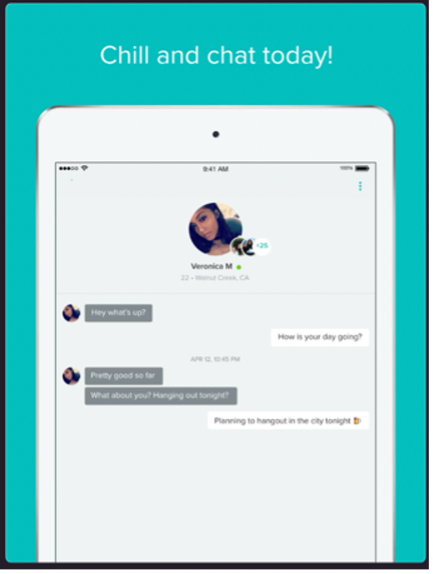 Chill and chat today!
9:41 AM
100%
+25
Veronica M
22 • Walnut Creek, CA
Hey what's up?
How is your day going?
APR 12, 10:45 PM
Pretty good so far
What about you? Hanging out tonight?
Planning to hangout in the city tonight 🍻